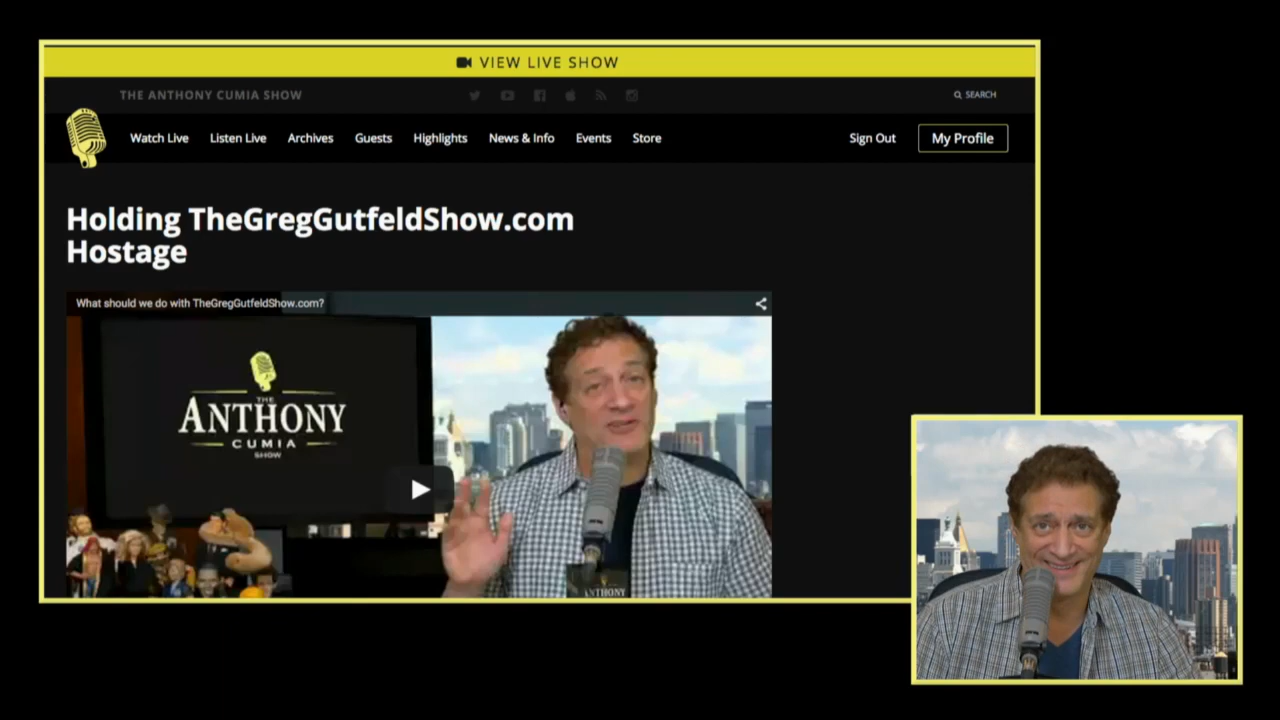 VIEW LIVE SHOW
THE ANTHONY CUMIA SHOW
SEARCH
Watch Live Listen Live Archives Guests Highlights News & Info Events Store Sign Out My Profile
Holding TheGregGutfeldShow.com
Hostage
What should we do with TheGregGutfeldShow.com?
THE
ANTHONY
CUMIA
SHOW
ANTHONY